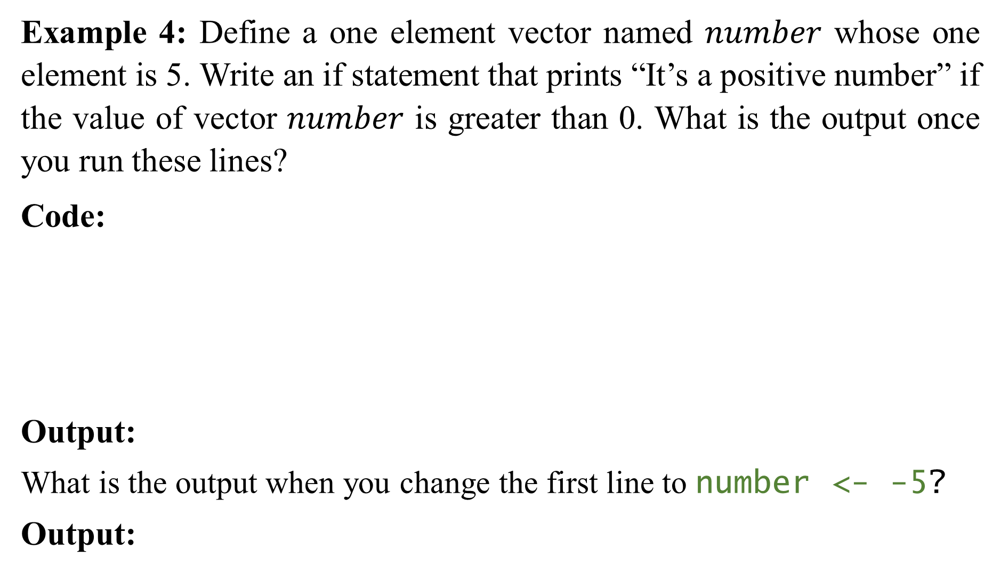 Example 4: Define a one element vector named number whose one
element is 5. Write an if statement that prints “It’s a positive number” if
the value of vector number is greater than 0. What is the output once
you run these lines?
Code:
Output:
What is the output when you change the first line to number <- -5?
Output: